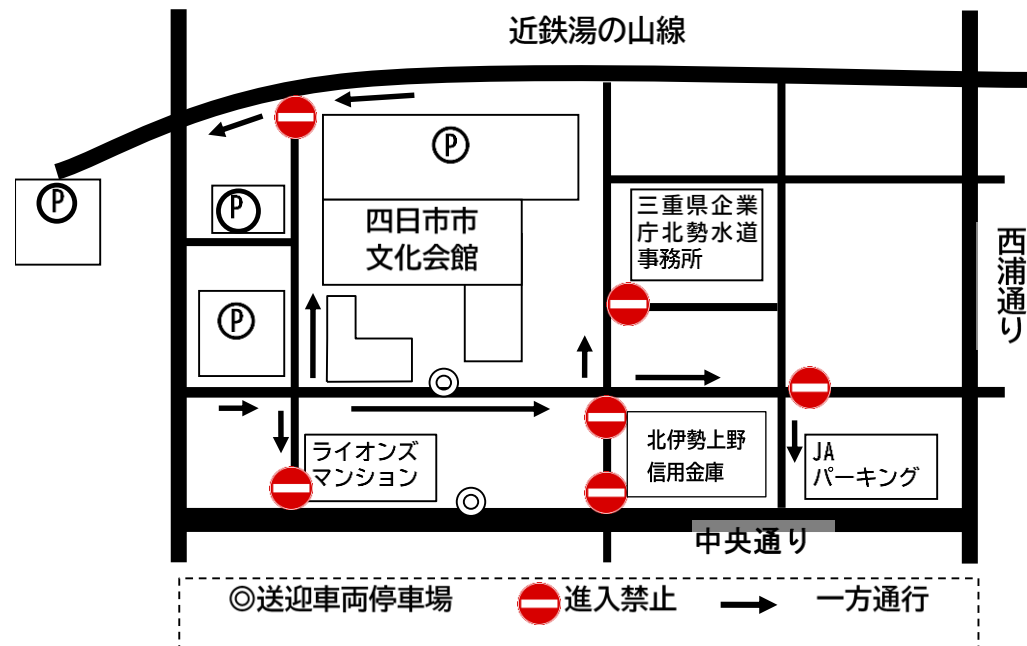 近鉄湯の山線
P
P
P
P
四日市市
文化会館
三重県企業
庁北勢水道
事務所
西浦通り
ライオンズ
マンション
北伊勢上野
信用金庫
JA
パーキング
中央通り
◎送迎車両停車場
進入禁止
一方通行